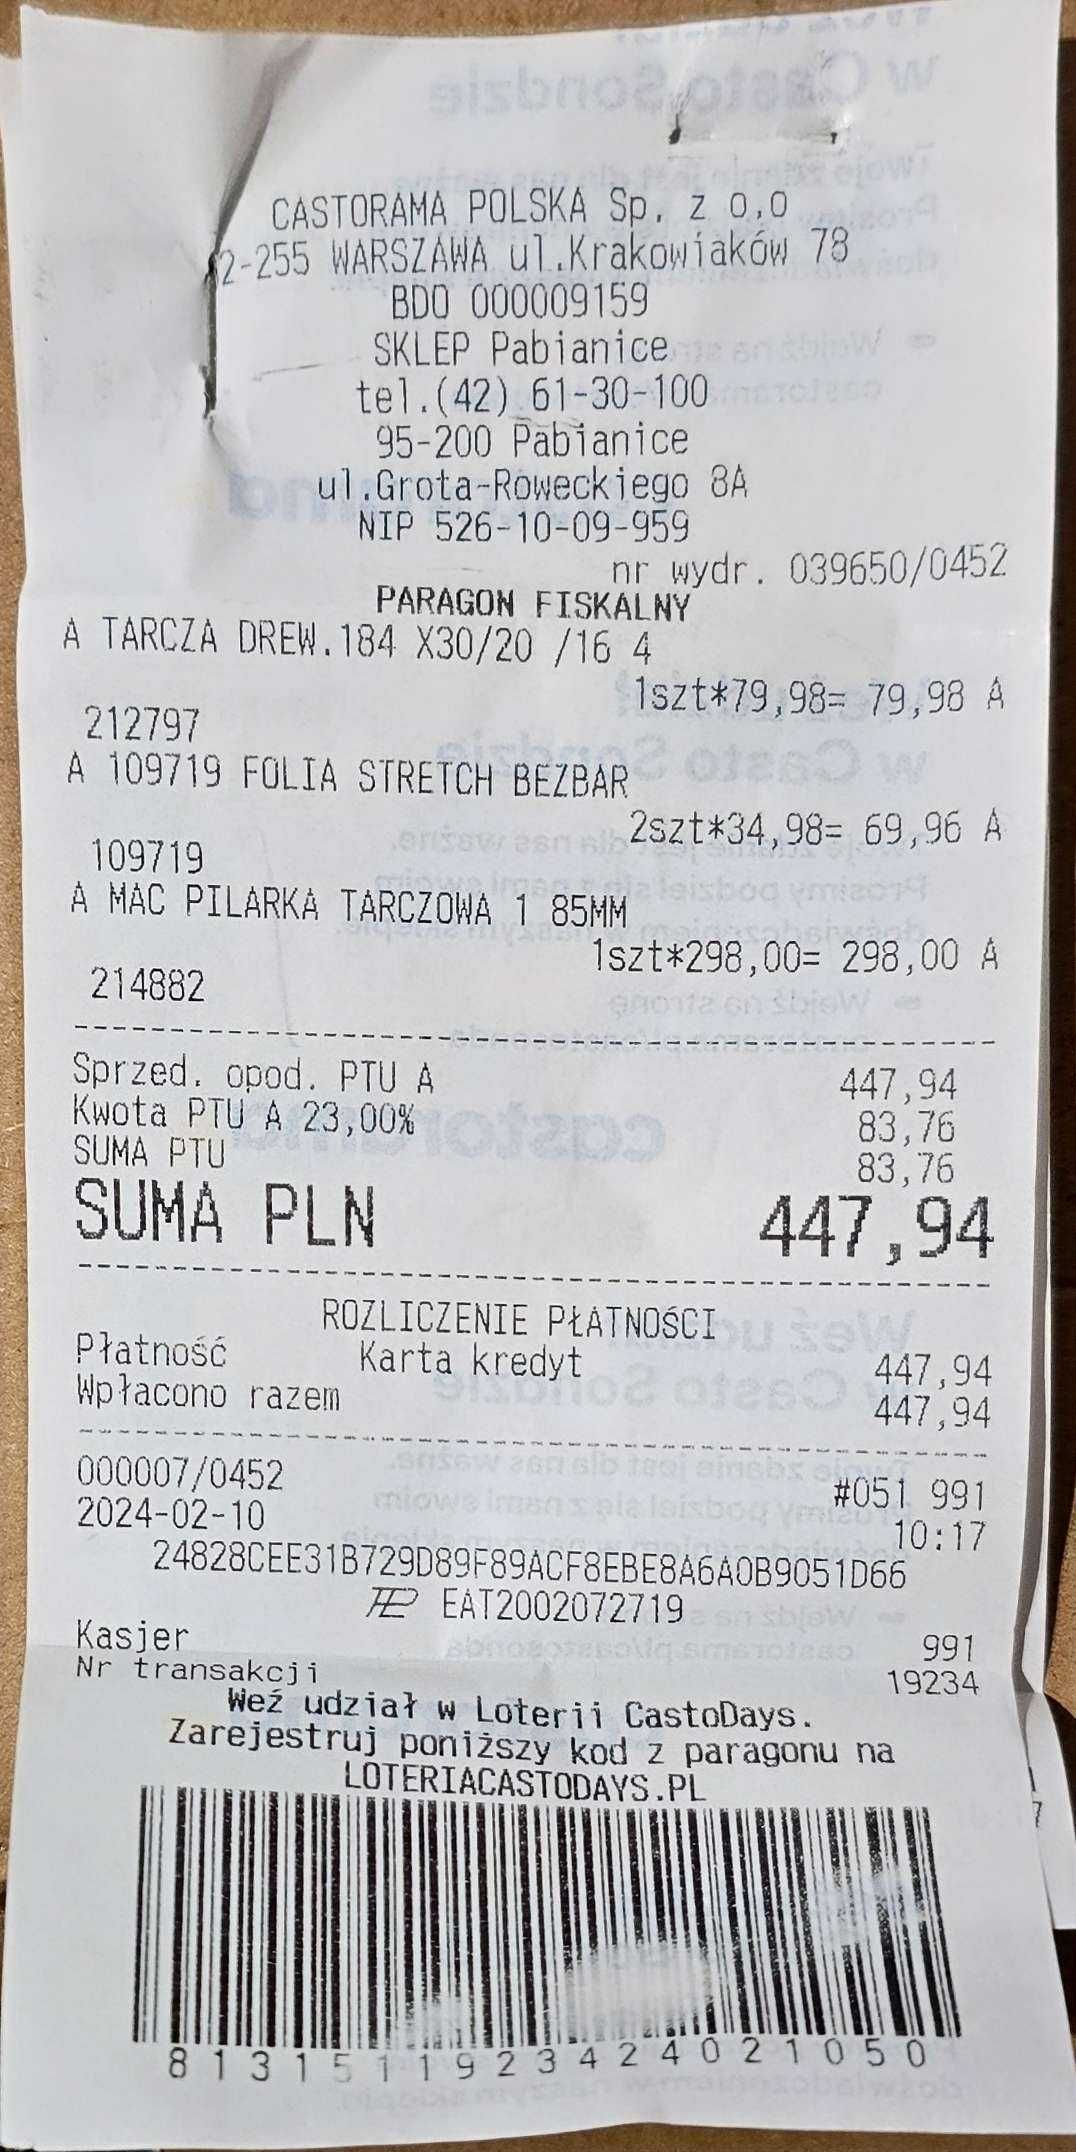 CASTORAMA POLSKA Sp. z o.o
2-255 WARSZAWA ul.Krakowiaków 78
BDO 000009159
SKLEP Pabianice
tel.(42) 61-30-100
95-200 Pabianice
ul.Grota-Roweckiego 8A
NIP 526-10-09-959
nr wydr. 039650/0452
PARAGON FISKALNY
A TARCZA DREW.184 X30/20 /16 4
1szt*79,98= 79,98 A
212797
A 109719 FOLIA STRETCH BEZBAR
2szt*34,98= 69,96 A
109719
A MAC PILARKA TARCZOWA 1 85MM
1szt*298,00= 298,00 A
214882
Sprzed. opod. PTU A 447,94
Kwota PTU A 23,00% 83,76
SUMA PTU 83,76
SUMA PLN 447,94
ROZLICZENIE PŁATNOŚCI
Płatność Karta kredyt 447,94
Wpłacono razem 447,94
000007/0452 #051 991
2024-02-10 10:17
24828CEE31B729D89F89ACF8EBE8A6A0B9051D66
EAT2002072719
Kasjer 991
Nr transakcji 19234
Weź udział w Loterii CastoDays.
Zarejestruj poniższy kod z paragonu na
LOTERIACASTODAYS.PL
8131511923424021050